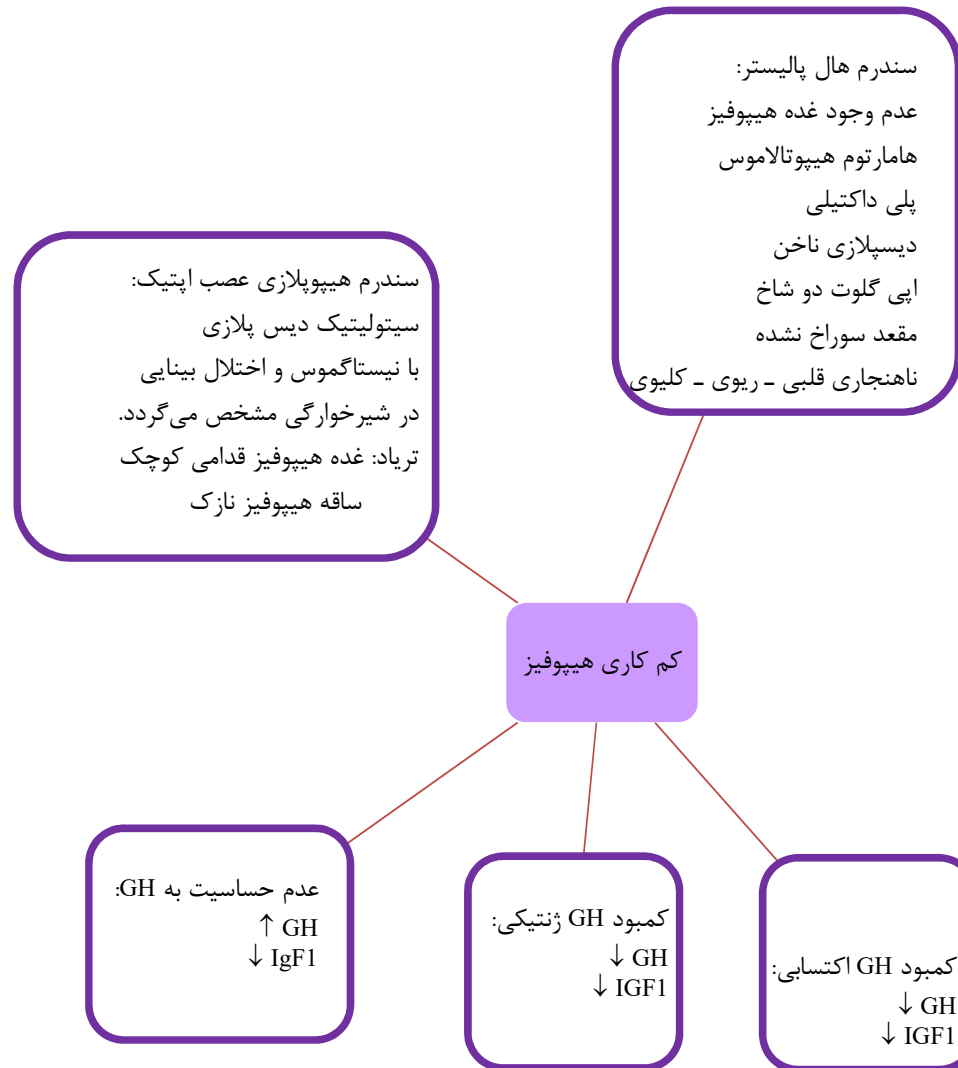 سندرم هال پالیستر:
عدم وجود غده هیپوفیز
هامارتوم هیپوتالاموس
پلی داکتیلی
دیسپلازی ناخن
اپی گلوت دو شاخ
مقعد سوراخ نشده
ناهنجاری قلبی ـ ریوی ـ کلیوی
سندرم هیپوپلازی عصب اپتیک:
سیتولیتیک دیس پلازی
با نیستاگموس و اختلال بینایی
در شیرخوارگی مشخص می‌گردد.
تریاد: غده هیپوفیز قدامی کوچک
ساقه هیپوفیز نازک
کم کاری هیپوفیز
عدم حساسیت به GH:
↑ GH
↓ IgF1
کمبود GH ژنتیکی:
↓ GH
↓ IGF1
کمبود GH اکتسابی:
↓ GH
↓ IGF1